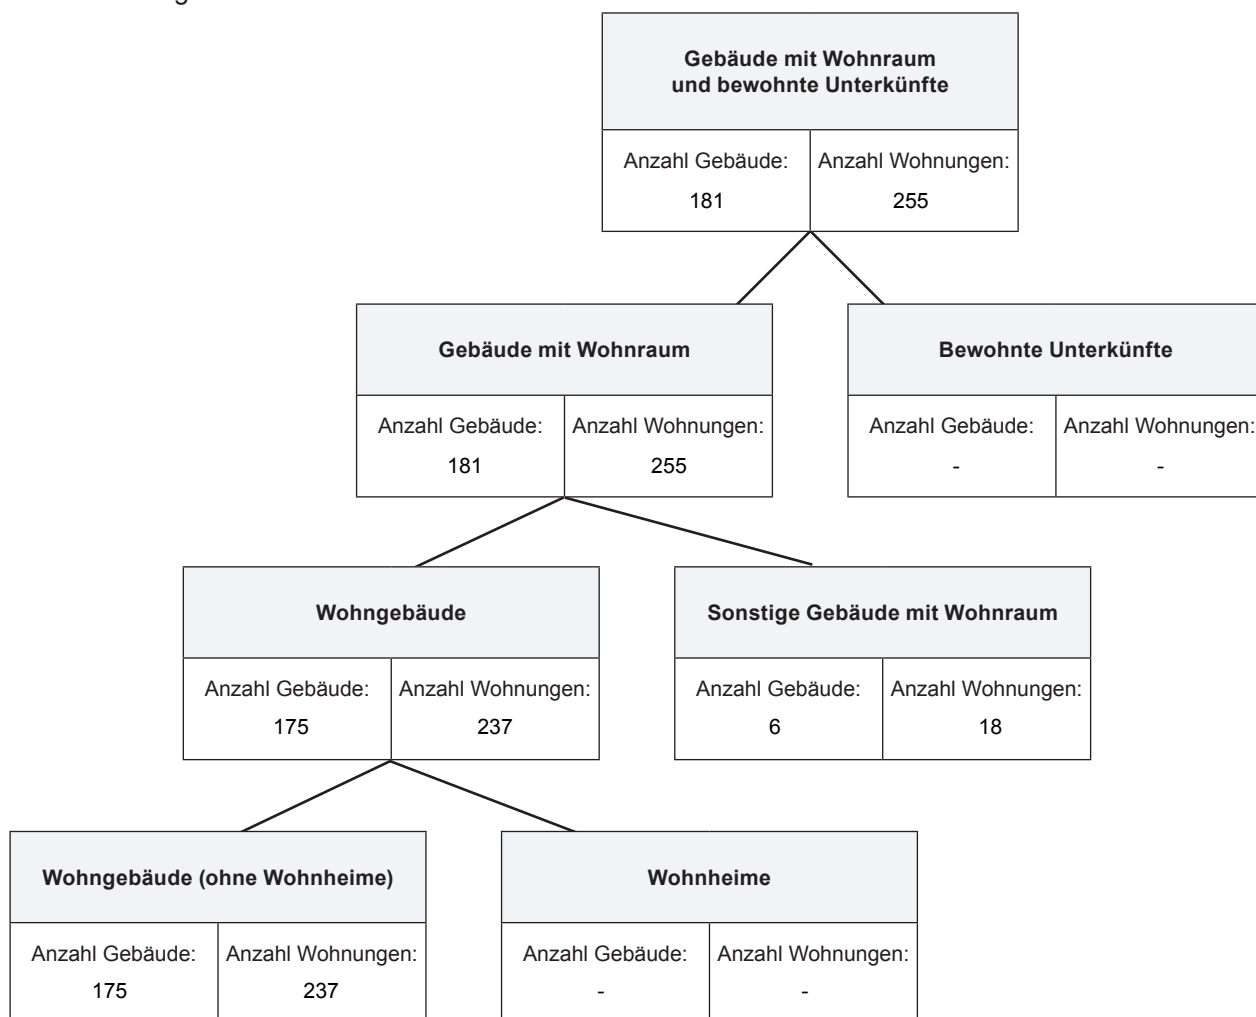 Gebäude mit Wohnraum
und bewohnte Unterkünfte
Anzahl Gebäude: Anzahl Wohnungen:
181 255
Gebäude mit Wohnraum
Anzahl Gebäude: Anzahl Wohnungen:
181 255
Bewohnte Unterkünfte
Anzahl Gebäude: Anzahl Wohnungen:
- -
Wohngebäude
Anzahl Gebäude: Anzahl Wohnungen:
175 237
Sonstige Gebäude mit Wohnraum
Anzahl Gebäude: Anzahl Wohnungen:
6 18
Wohngebäude (ohne Wohnheime)
Anzahl Gebäude: Anzahl Wohnungen:
175 237
Wohnheime
Anzahl Gebäude: Anzahl Wohnungen:
- -